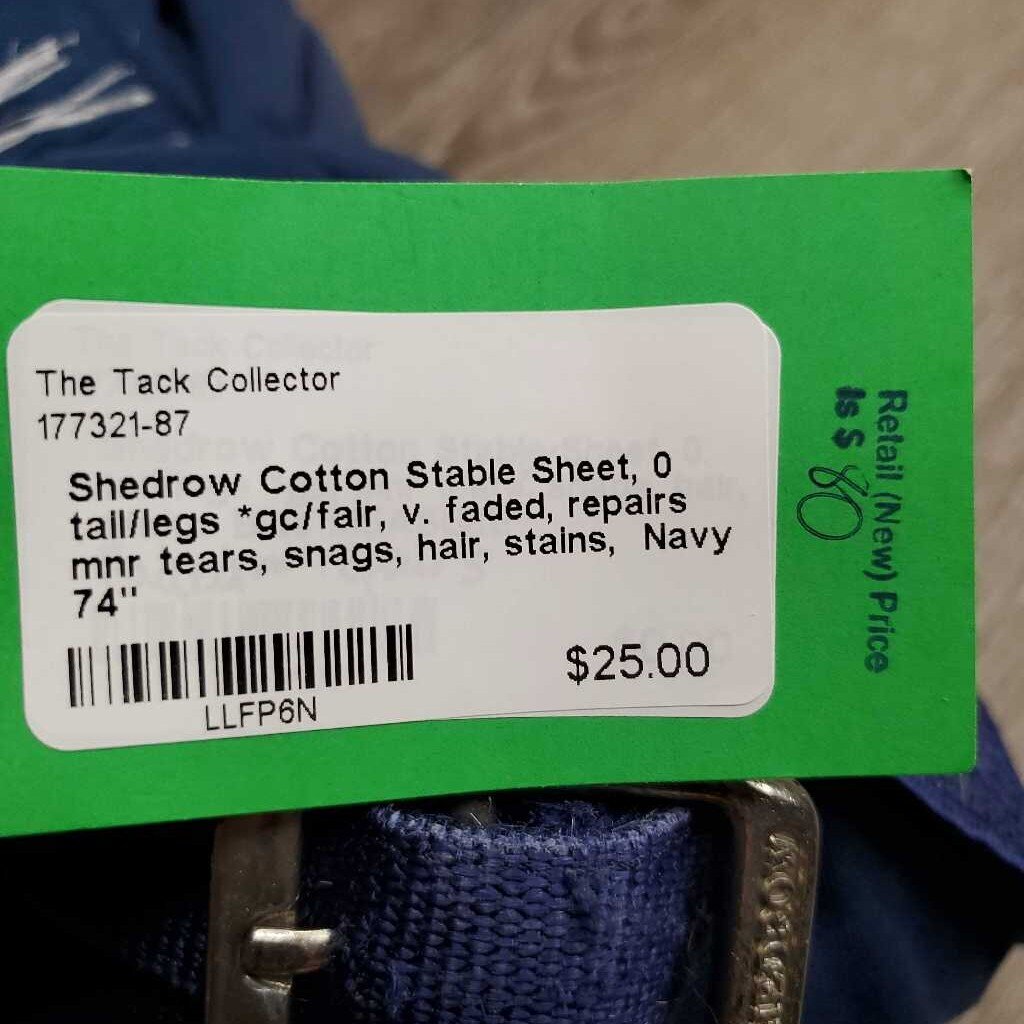 The Tack Collector
177321-87
Shedrow Cotton Stable Sheet, 0
tail/legs *gc/fair, v. faded, repairs
mnr tears, snags, hair, stains,  Navy
74"
$25.00
LLFP6N
Retail (New) Price
Is $ 80